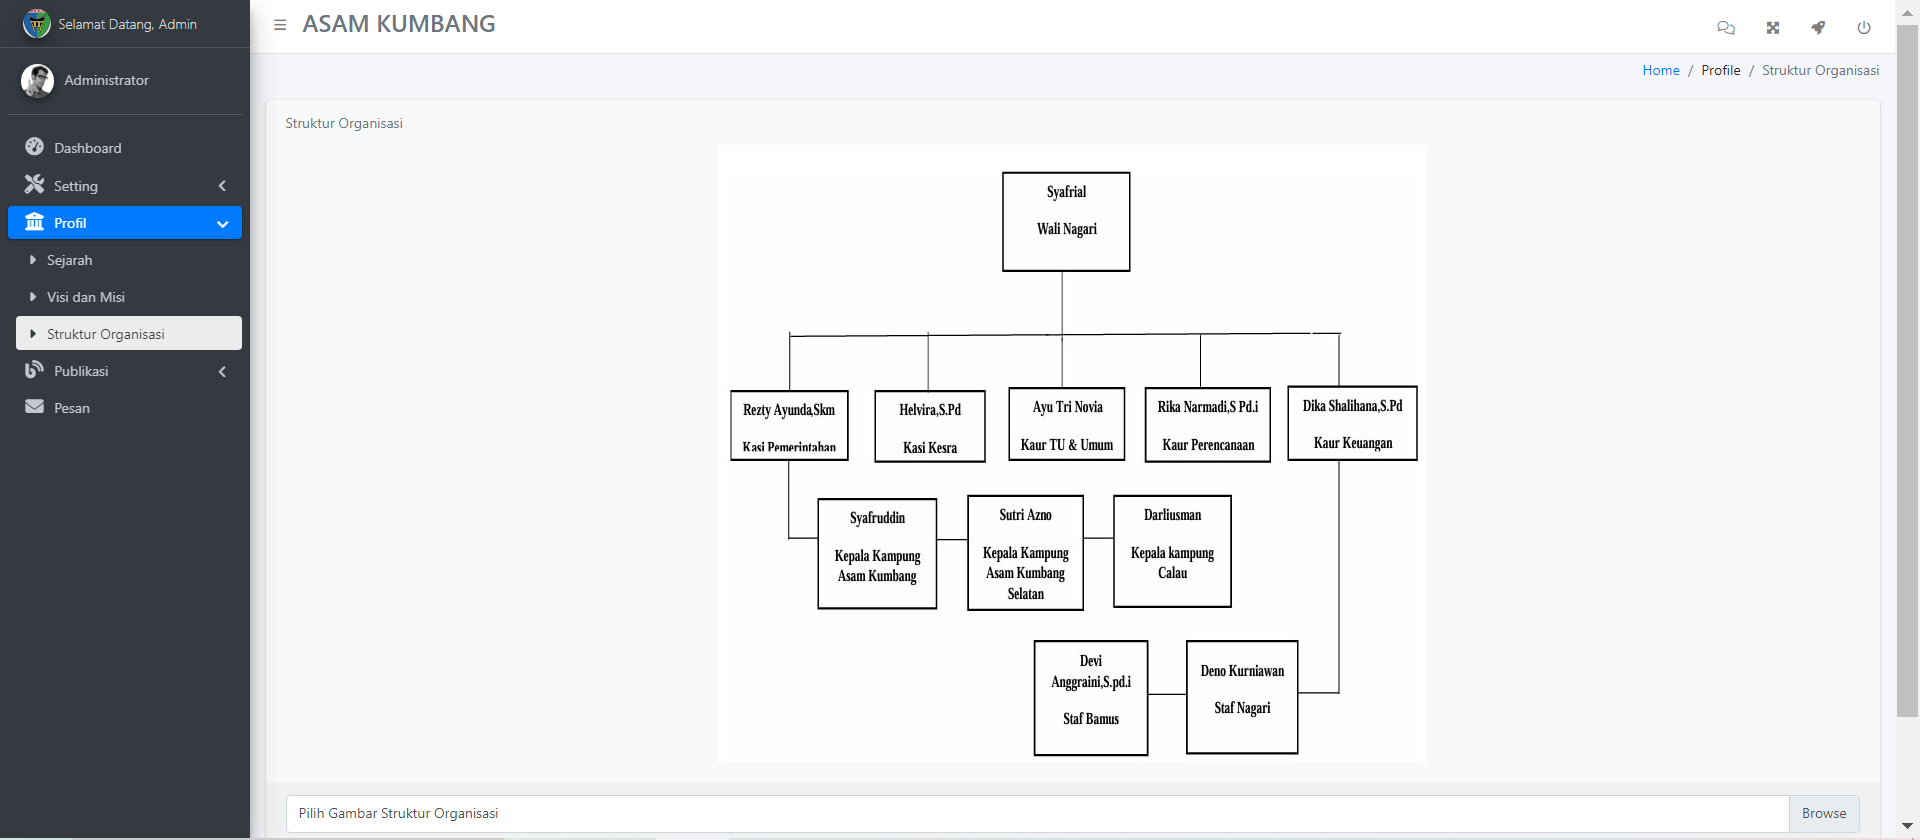 Selamat Datang, Admin
ASAM KUMBANG
Administrator
Home / Profile / Struktur Organisasi
Dashboard
Setting
Profil
Sejarah
Visi dan Misi
Struktur Organisasi
Publikasi
Pesan
Struktur Organisasi
Syafrial
Wali Nagari
Rezty Ayunda,Skm
Kasi Pemerintahan
Helvira,S.Pd
Kasi Kesra
Ayu Tri Novia
Kaur TU & Umum
Rika Narmadi,S Pd.i
Kaur Perencanaan
Dika Shalihana,S.Pd
Kaur Keuangan
Syafruddin
Kepala Kampung
Asam Kumbang
Sutri Azno
Kepala Kampung
Asam Kumbang
Selatan
Darliusman
Kepala kampung
Calau
Devi
Anggraini,S.pd.i
Staf Bamus
Deno Kurniawan
Staf Nagari
Pilih Gambar Struktur Organisasi
Browse